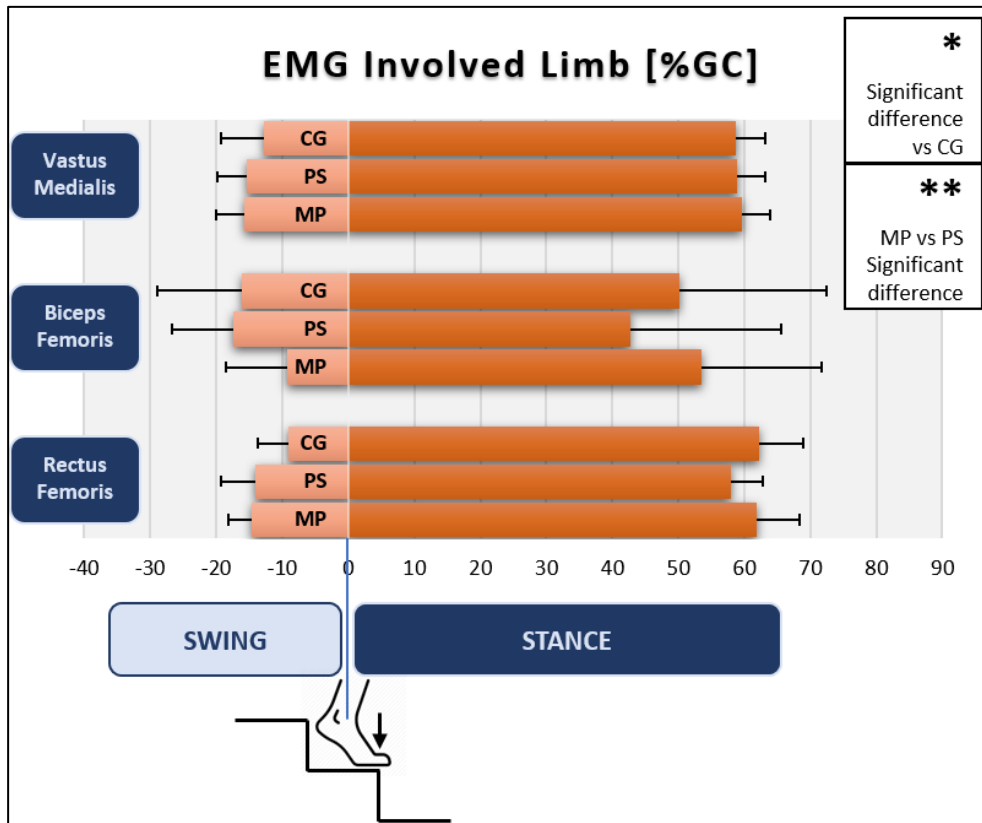 EMG Involved Limb [%GC]
*
Significant
difference
vs CG
**
MP vs PS
Significant
difference
Vastus
Medialis
CG
PS
MP
Biceps
Femoris
CG
PS
MP
Rectus
Femoris
CG
PS
MP
-40 -30 -20 -10 0 10 20 30 40 50 60 70 80 90
SWING
STANCE